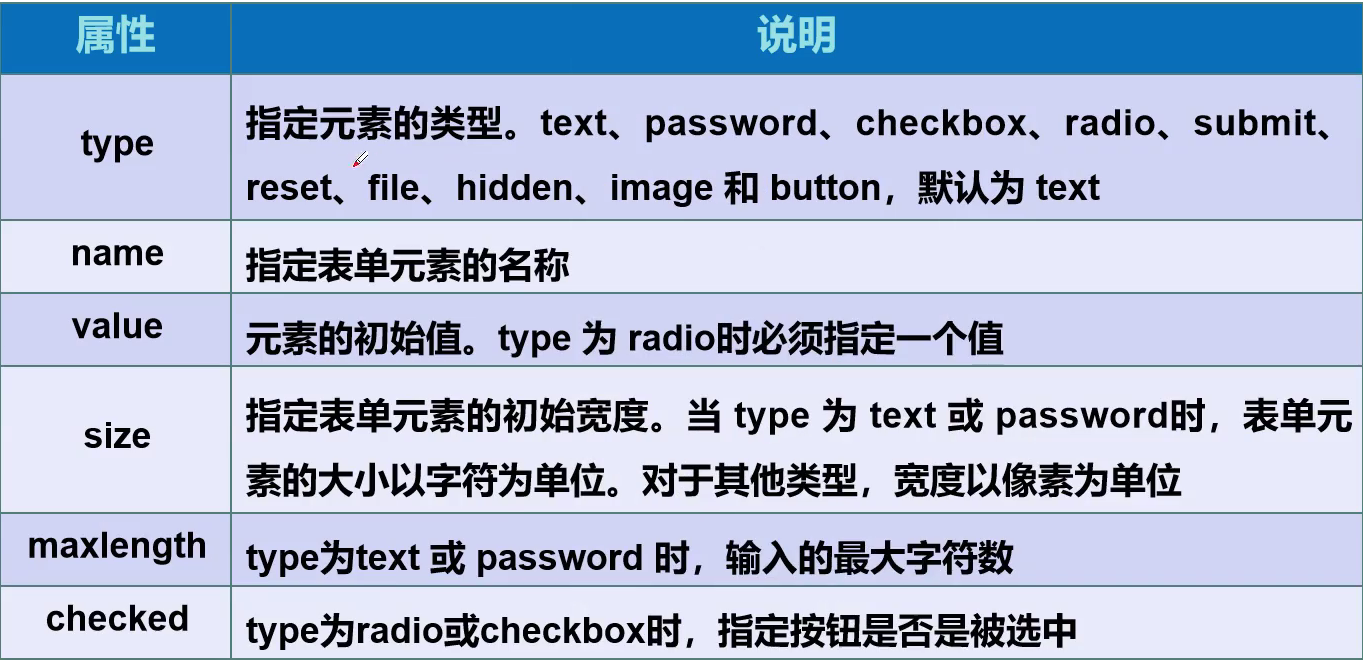 属性 说明
type
指定元素的类型。text、password、checkbox、radio、submit、
reset、file、hidden、image 和 button，默认为 text
name 指定表单元素的名称
value 元素的初始值。type 为 radio时必须指定一个值
size
指定表单元素的初始宽度。当 type 为 text 或 password时，表单元
素的大小以字符为单位。对于其他类型，宽度以像素为单位
maxlength type为text 或 password 时，输入的最大字符数
checked type为radio或checkbox时，指定按钮是否是被选中